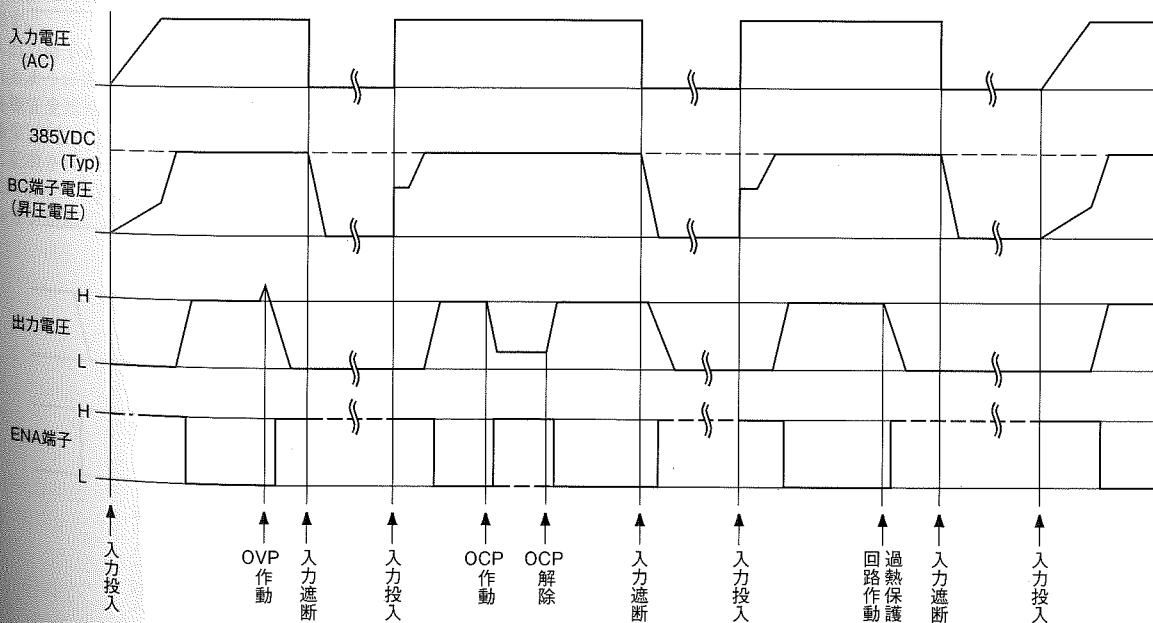 入力電圧
(AC)
385VDC
(Typ)
BC端子電圧
(昇圧電圧)
H
出力電圧
L
H
ENA端子
L
入力投入
OVP
作動
入力遮断
入力投入
OCP
作動
OCP
解除
入力遮断
入力投入
過熱保護
回路作動
入力遮断
入力投入